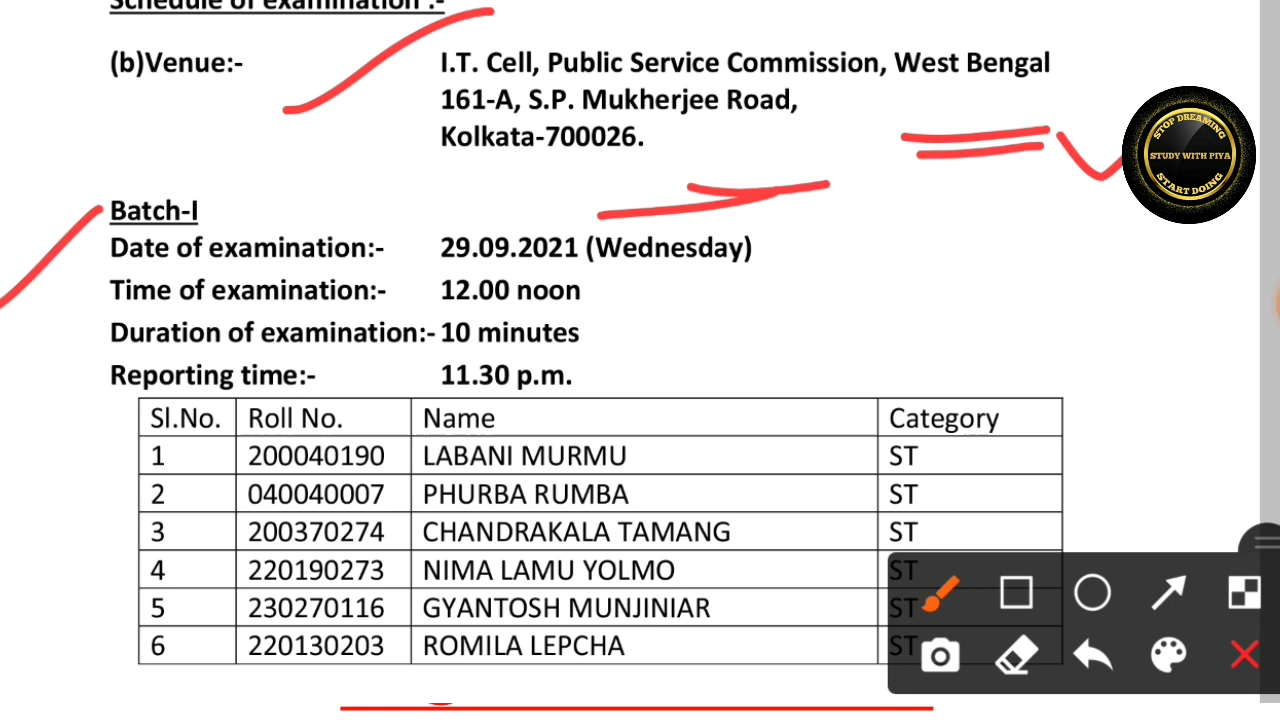 Schedule of examination :-
(b)Venue:- I.T. Cell, Public Service Commission, West Bengal
161-A, S.P. Mukherjee Road,
Kolkata-700026.
STOP DREAMING
STUDY WITH PIYA
START DOING
Batch-I
Date of examination:- 29.09.2021 (Wednesday)
Time of examination:- 12.00 noon
Duration of examination:- 10 minutes
Reporting time:- 11.30 p.m.
Sl.No. Roll No. Name Category
1 200040190 LABANI MURMU ST
2 040040007 PHURBA RUMBA ST
3 200370274 CHANDRAKALA TAMANG ST
4 220190273 NIMA LAMU YOLMO ST
5 230270116 GYANTOSH MUNJINIAR ST
6 220130203 ROMILA LEPCHA ST